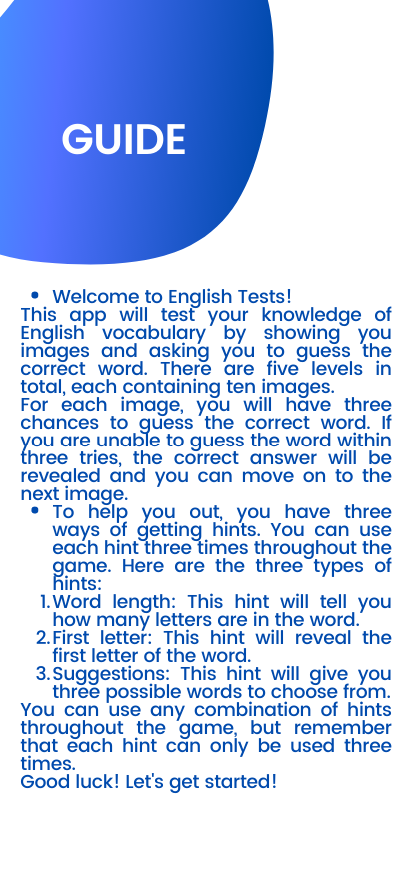 GUIDE
• Welcome to English Tests!
This app will test your knowledge of
English vocabulary by showing you
images and asking you to guess the
correct word. There are five levels in
total, each containing ten images.
For each image, you will have three
chances to guess the correct word. If
you are unable to guess the word within
three tries, the correct answer will be
revealed and you can move on to the
next image.
• To help you out, you have three
ways of getting hints. You can use
each hint three times throughout the
game. Here are the three types of
hints:
1. Word length: This hint will tell you
how many letters are in the word.
2. First letter: This hint will reveal the
first letter of the word.
3. Suggestions: This hint will give you
three possible words to choose from.
You can use any combination of hints
throughout the game, but remember
that each hint can only be used three
times.
Good luck! Let's get started!